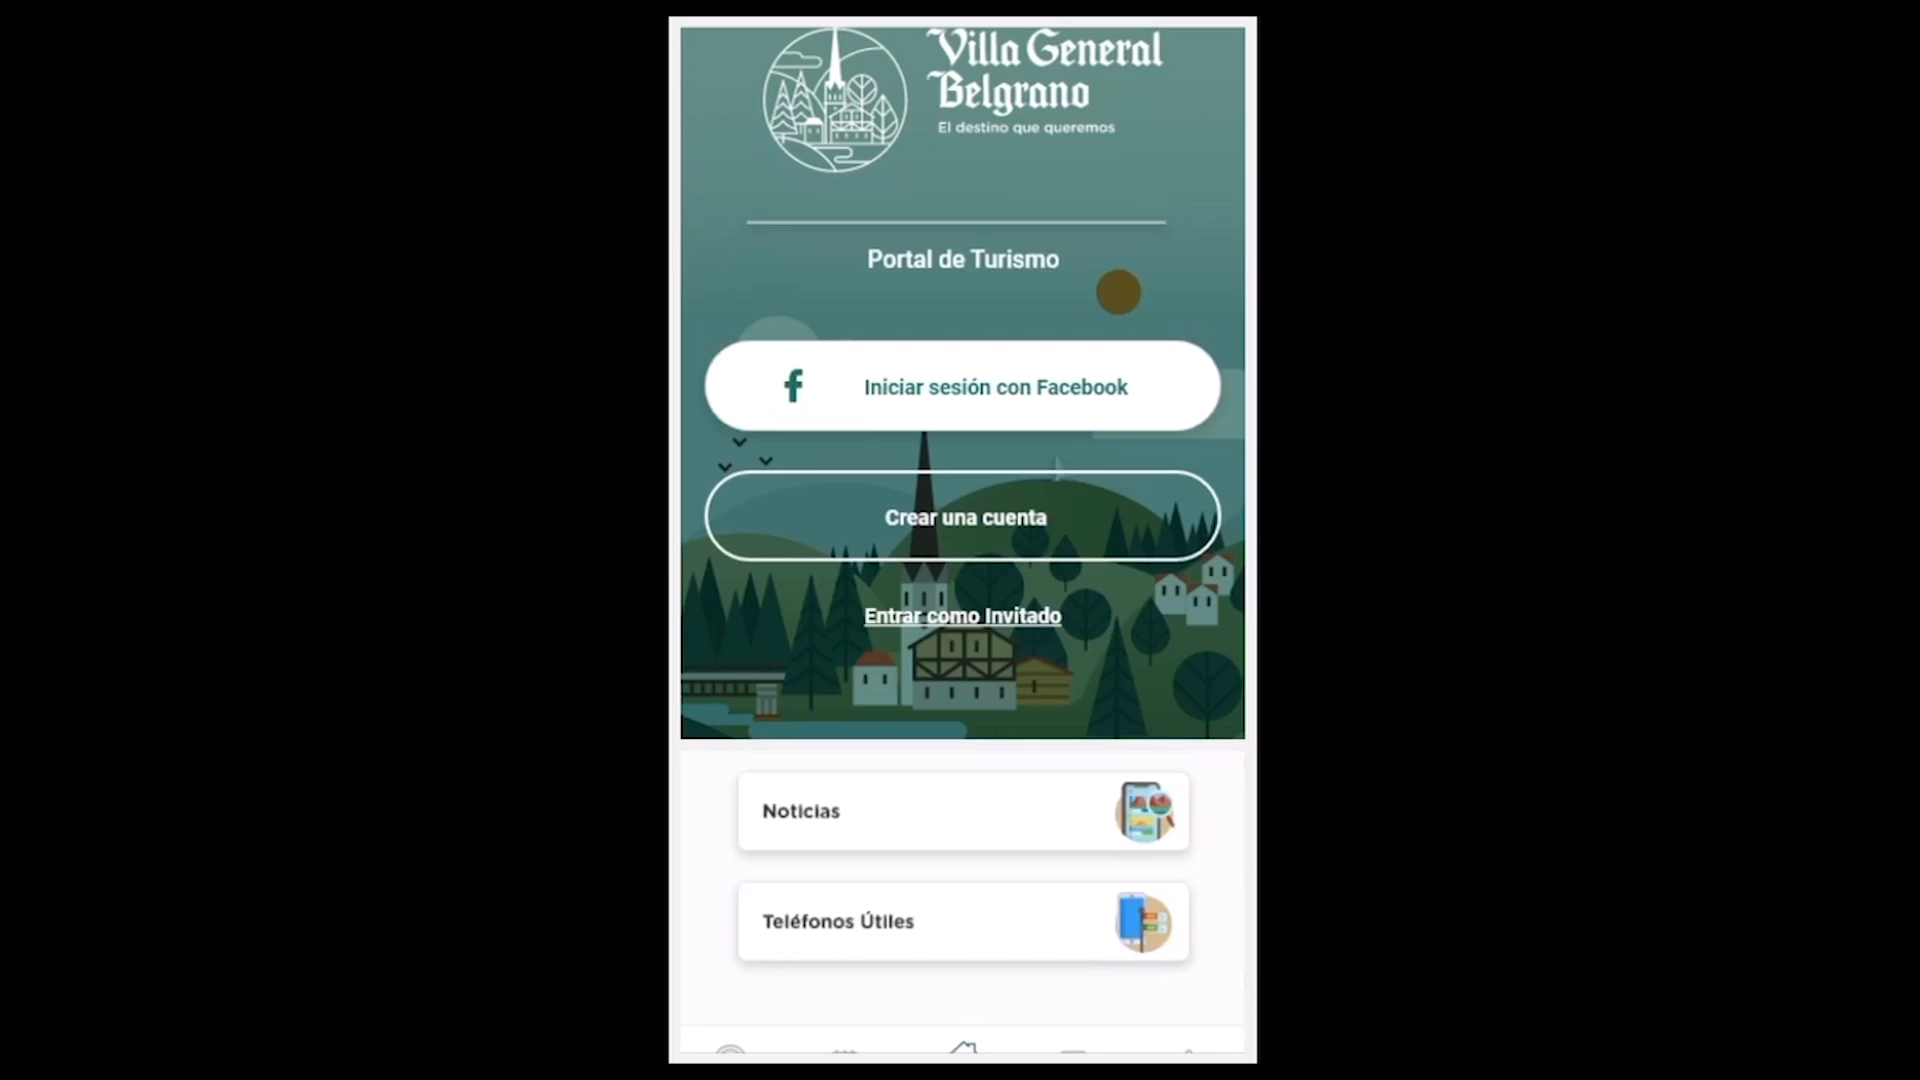 Villa General
Belgrano
El destino que queremos
Portal de Turismo
Iniciar sesión con Facebook
Crear una cuenta
Entrar como Invitado
Noticias
Teléfonos Útiles